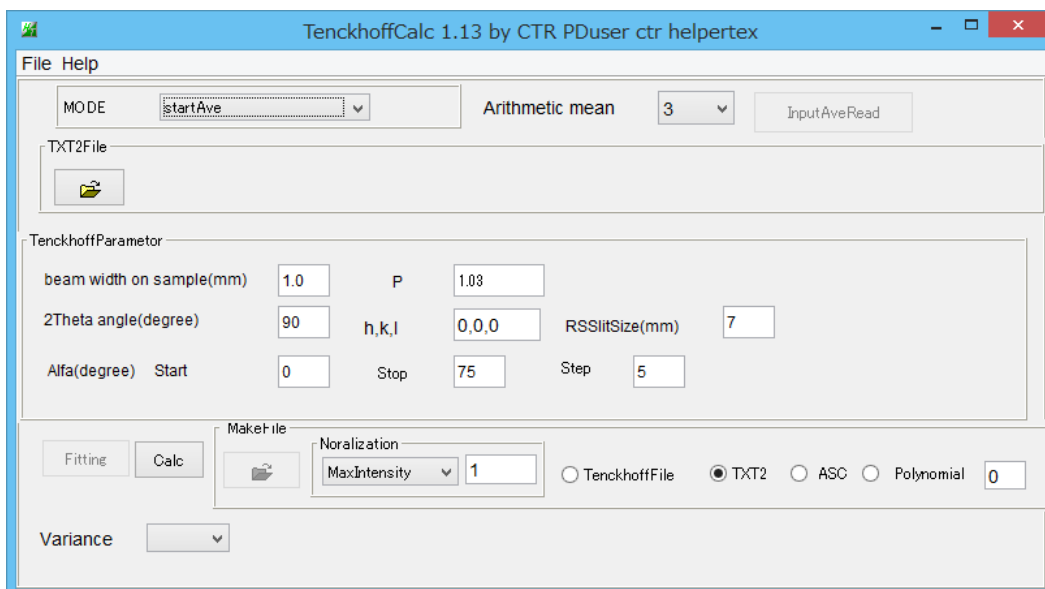 TenckhoffCalc 1.13 by CTR PDuser ctr helpertex
File Help
MODE startAve Arithmetic mean 3 InputAveRead
TXT2File
TenckhoffParametor
beam width on sample(mm) 1.0 P 1.03
2Theta angle(degree) 90 h,k,l 0,0,0 RSSlitSize(mm) 7
Alfa(degree) Start 0 Stop 75 Step 5
MakeFile
Noralization
Fitting Calc MaxIntensity 1 TenckhoffFile TXT2 ASC Polynomial 0
Variance